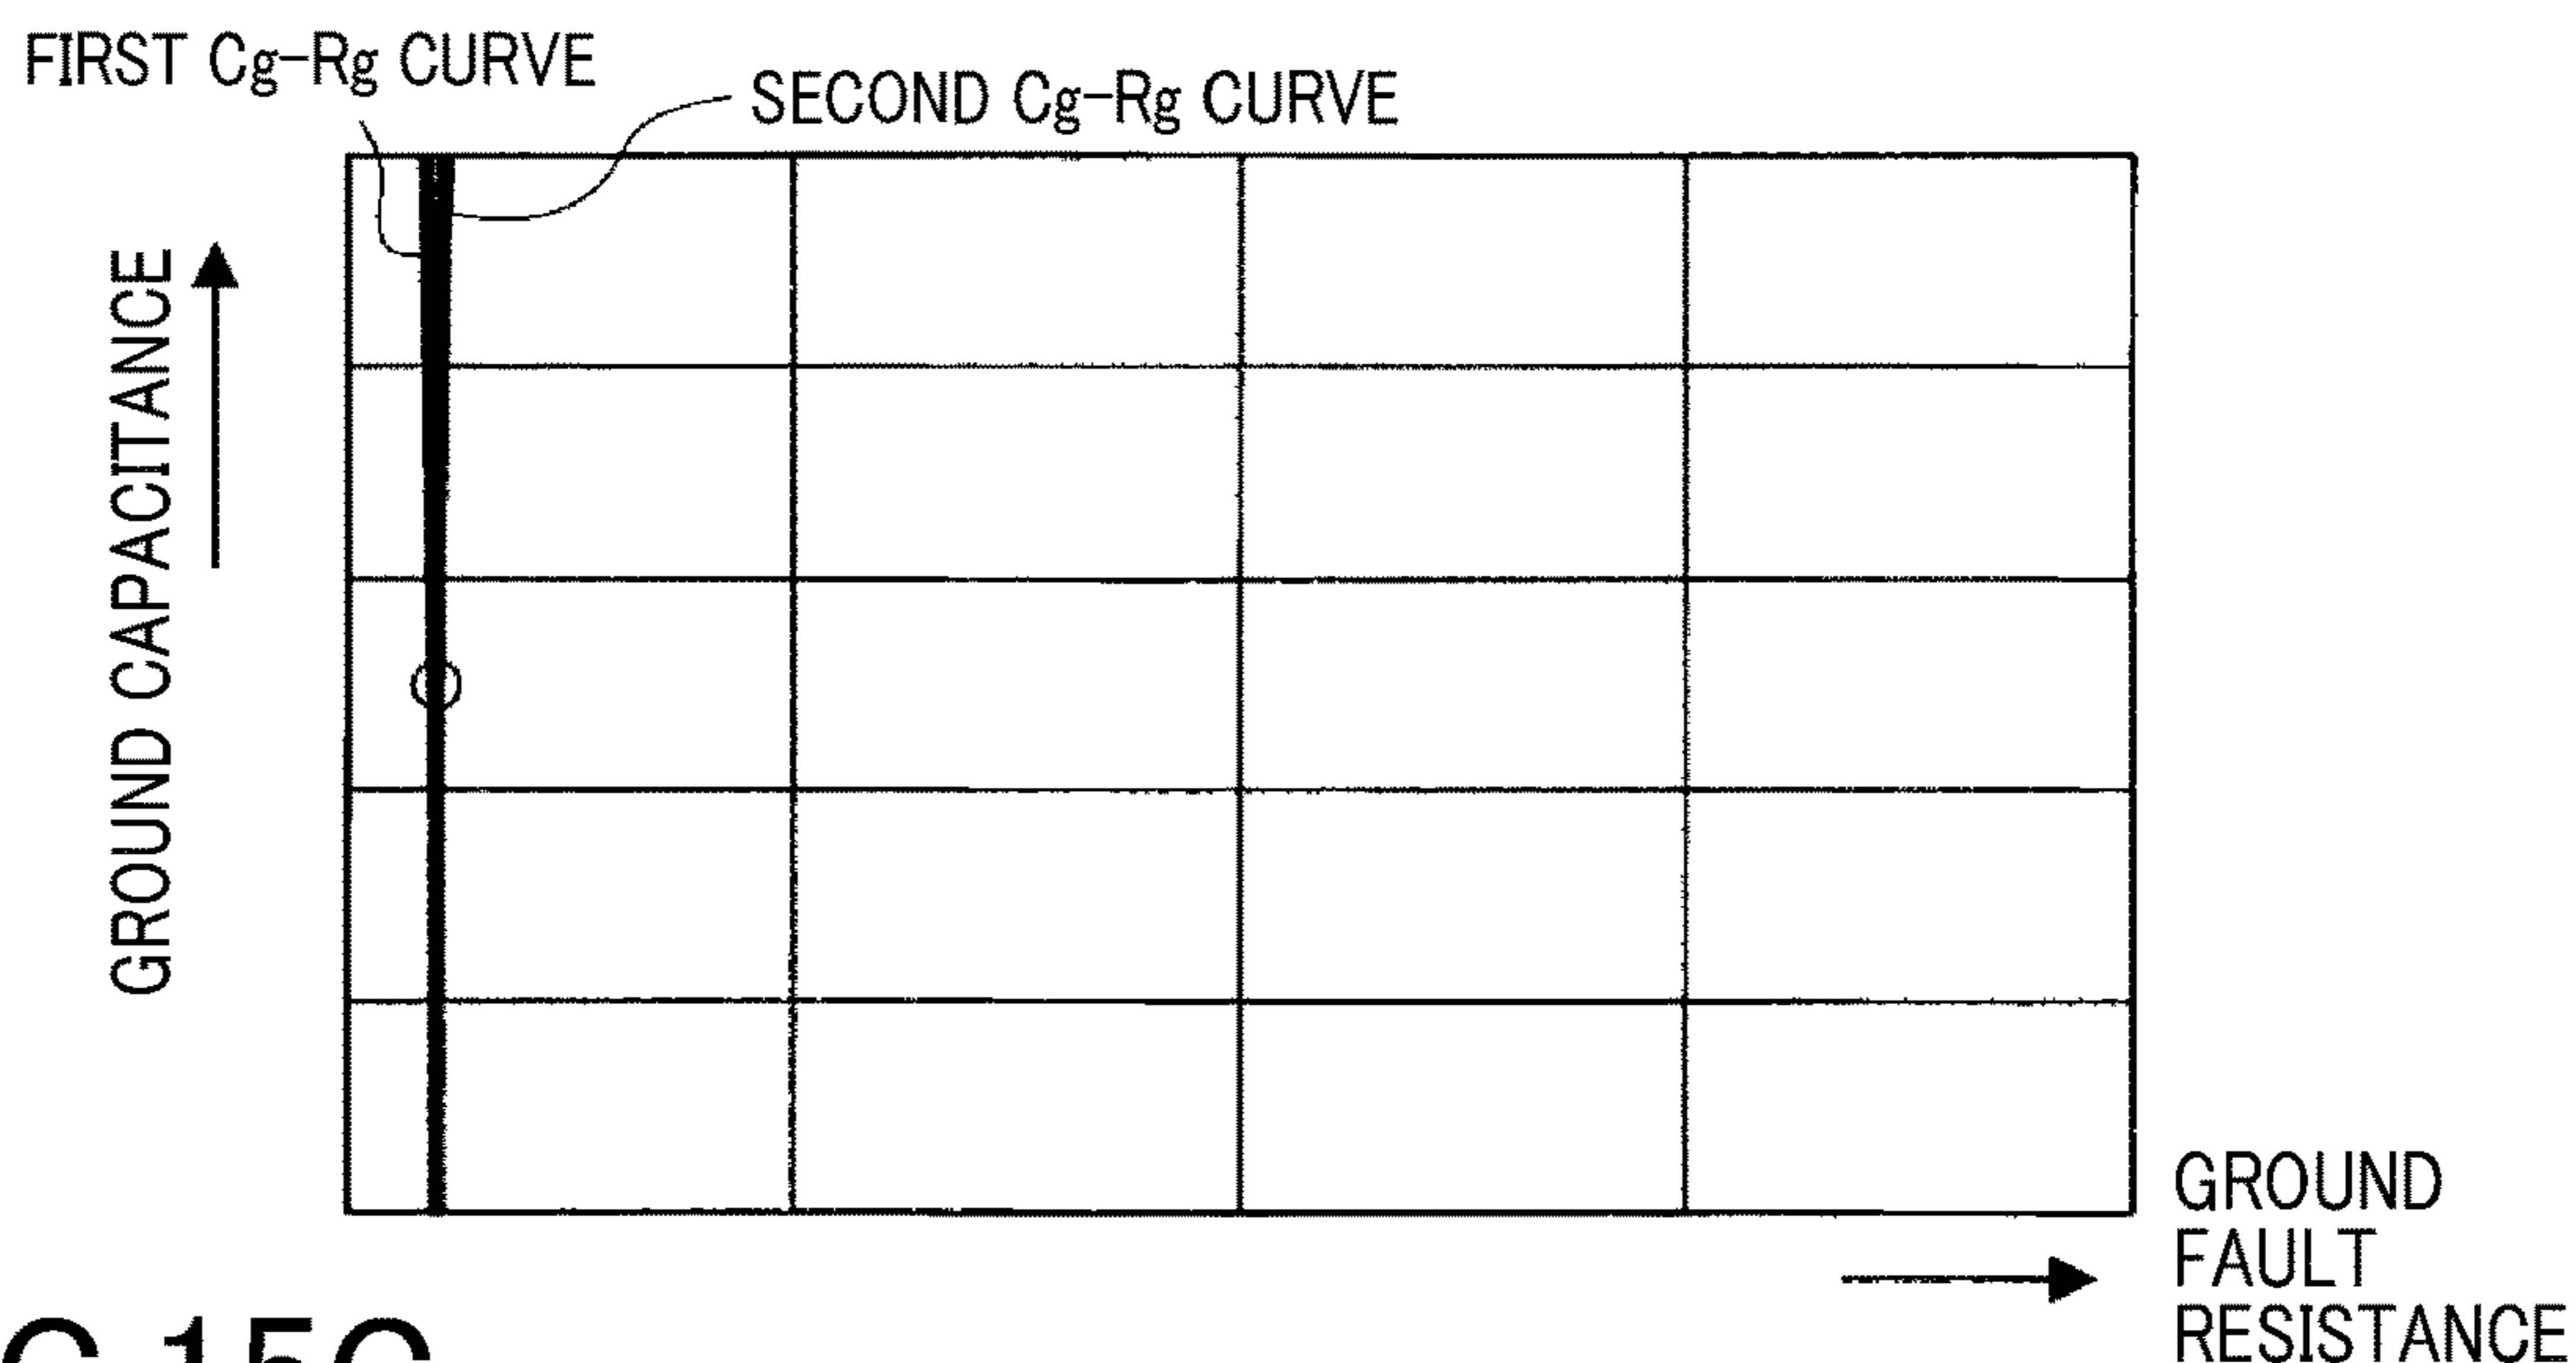 FIRST Cg-Rg CURVE
SECOND Cg-Rg CURVE
GROUND CAPACITANCE
GROUND
FAULT
RESISTANCE